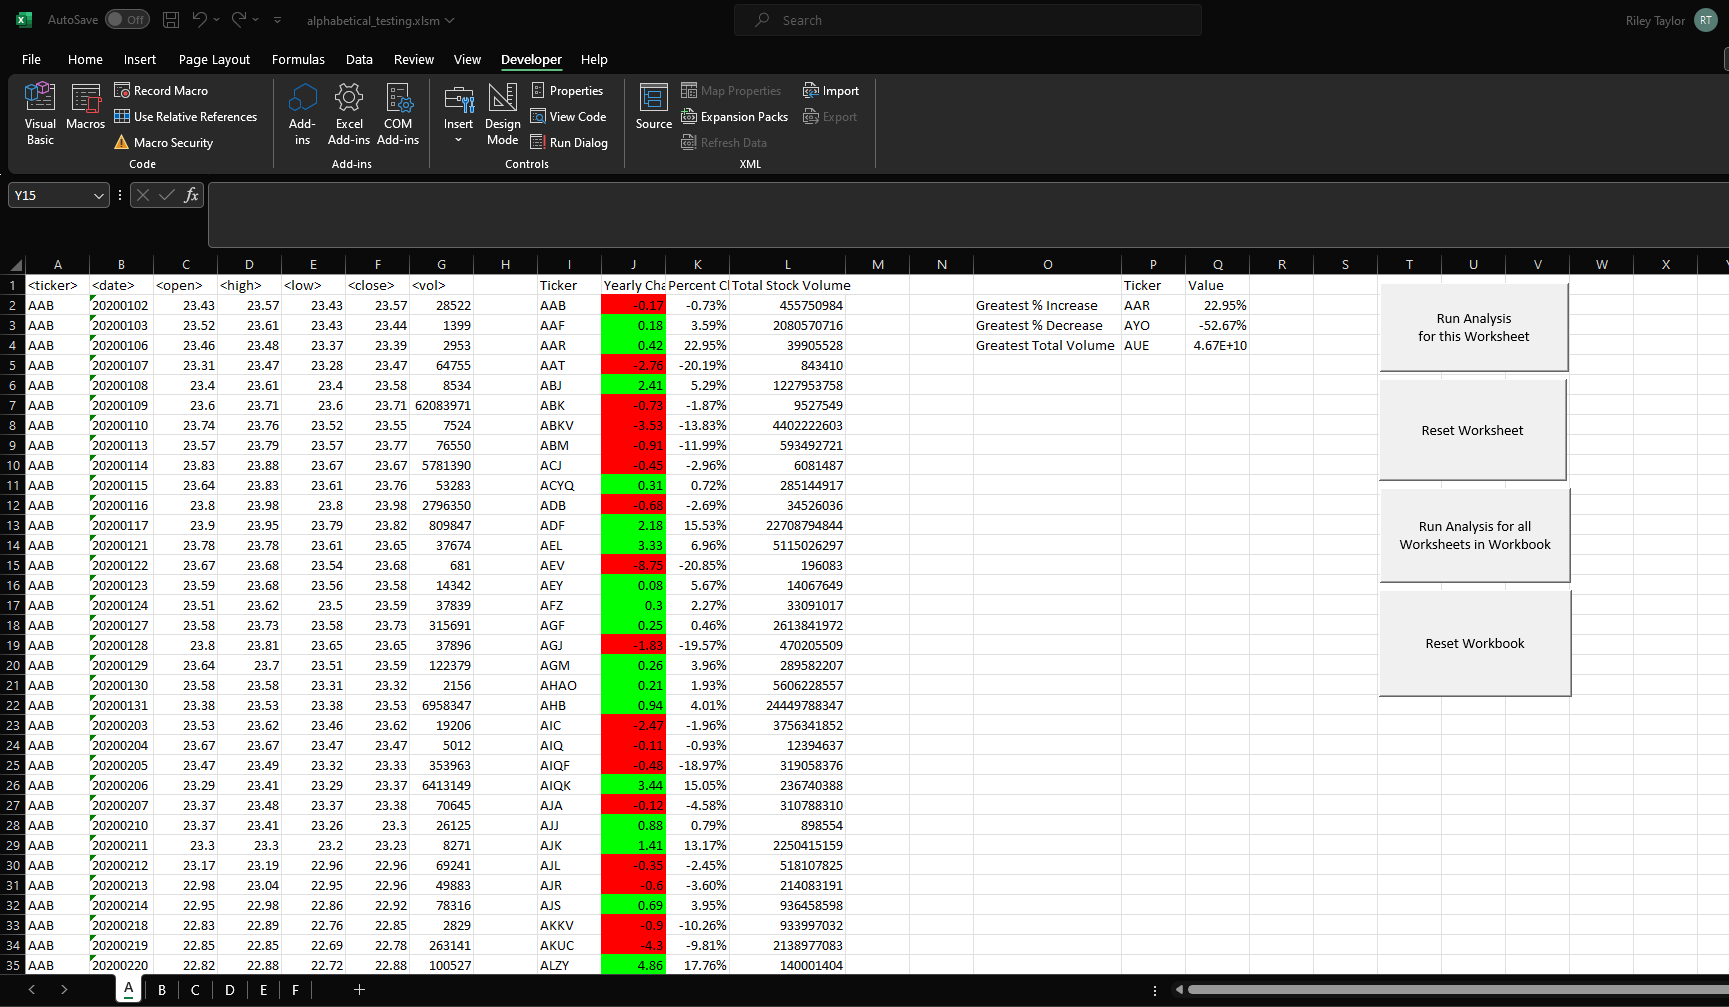 AutoSave Off alphabetical_testing.xlsm Search Riley Taylor RT
File Home Insert Page Layout Formulas Data Review View Developer Help
Visual Basic
Macros
Record Macro
Use Relative References
Macro Security
Code
Add-ins
Excel Add-ins
COM Add-ins
Add-ins
Insert
Design Mode
Properties
View Code
Run Dialog
Controls
Source
Map Properties
Expansion Packs
Refresh Data
Import
Export
XML
Y15 fx
A B C D E F G H I J K L M N O P Q R S T U V W X
1 <ticker> <date> <open> <high> <low> <close> <vol> Ticker Yearly Cha Percent C Total Stock Volume Ticker Value
2 AAB 20200102 23.43 23.57 23.43 23.57 28522 AAB -0.17 -0.73% 455750984 Greatest % Increase AAR 22.95%
3 AAB 20200103 23.52 23.61 23.43 23.44 1399 AAF 0.18 3.59% 2080570716 Greatest % Decrease AYO -52.67%
4 AAB 20200106 23.46 23.48 23.37 23.39 2953 AAR 0.42 22.95% 39905528 Greatest Total Volume AUE 4.67E+10
5 AAB 20200107 23.31 23.47 23.28 23.47 64755 AAT -2.76 -20.19% 843410
6 AAB 20200108 23.4 23.61 23.4 23.58 8534 ABJ 2.41 5.29% 1227953758
7 AAB 20200109 23.6 23.71 23.6 23.71 62083971 ABK -0.73 -1.87% 9527549
8 AAB 20200110 23.74 23.76 23.52 23.55 7524 ABKV -3.53 -13.83% 4402222603
9 AAB 20200113 23.57 23.79 23.57 23.77 76550 ABM -0.91 -11.99% 593492721
10 AAB 20200114 23.83 23.88 23.67 23.67 5781390 ACJ -0.45 -2.96% 6081487
11 AAB 20200115 23.64 23.83 23.61 23.76 53283 ACYQ 0.31 0.72% 285144917
12 AAB 20200116 23.8 23.98 23.8 23.98 2796350 ADB -0.68 -2.69% 34526036
13 AAB 20200117 23.9 23.95 23.79 23.82 809847 ADF 2.18 15.53% 22708794844
14 AAB 20200121 23.78 23.78 23.61 23.65 37674 AEL 3.33 6.96% 5115026297
15 AAB 20200122 23.67 23.68 23.54 23.68 681 AEV -8.75 -20.85% 196083
16 AAB 20200123 23.59 23.68 23.56 23.58 14342 AEY 0.08 5.67% 14067649
17 AAB 20200124 23.51 23.62 23.5 23.59 37839 AFZ 0.3 2.27% 33091017
18 AAB 20200127 23.58 23.73 23.58 23.73 315691 AGF 0.25 0.46% 2613841972
19 AAB 20200128 23.8 23.81 23.65 23.65 37896 AGJ -1.83 -19.57% 470205509
20 AAB 20200129 23.64 23.7 23.51 23.59 122379 AGM 0.26 3.96% 289582207
21 AAB 20200130 23.58 23.58 23.31 23.32 2156 AHAO 0.21 1.93% 5606228557
22 AAB 20200131 23.38 23.53 23.38 23.53 6958347 AHB 0.94 4.01% 24449788347
23 AAB 20200203 23.53 23.62 23.46 23.62 19206 AIC -2.47 -1.96% 3756341852
24 AAB 20200204 23.67 23.67 23.47 23.47 5012 AIQ -0.11 -0.93% 12394637
25 AAB 20200205 23.47 23.49 23.32 23.33 353963 AIQF -0.48 -18.97% 319058376
26 AAB 20200206 23.29 23.41 23.29 23.37 6413149 AIQK 3.44 15.05% 236740388
27 AAB 20200207 23.37 23.48 23.37 23.38 70645 AJA -0.12 -4.58% 310788310
28 AAB 20200210 23.37 23.41 23.26 23.3 26125 AJJ 0.88 0.79% 898554
29 AAB 20200211 23.3 23.3 23.2 23.23 8271 AJK 1.41 13.17% 2250415159
30 AAB 20200212 23.17 23.19 22.96 22.96 69241 AJL -0.35 -2.45% 518107825
31 AAB 20200213 22.98 23.04 22.95 22.96 49883 AJR -0.6 -3.60% 214083191
32 AAB 20200214 22.95 22.98 22.86 22.92 78316 AJS 0.69 3.95% 936458598
33 AAB 20200218 22.83 22.89 22.76 22.85 2829 AKKV -0.9 -10.26% 933997032
34 AAB 20200219 22.85 22.85 22.69 22.78 263141 AKUC -4.3 -9.81% 2138977083
35 AAB 20200220 22.82 22.88 22.72 22.88 100527 ALZY 4.86 17.76% 140001404
Run Analysis
for this Worksheet
Reset Worksheet
Run Analysis for all
Worksheets in Workbook
Reset Workbook
A B C D E F